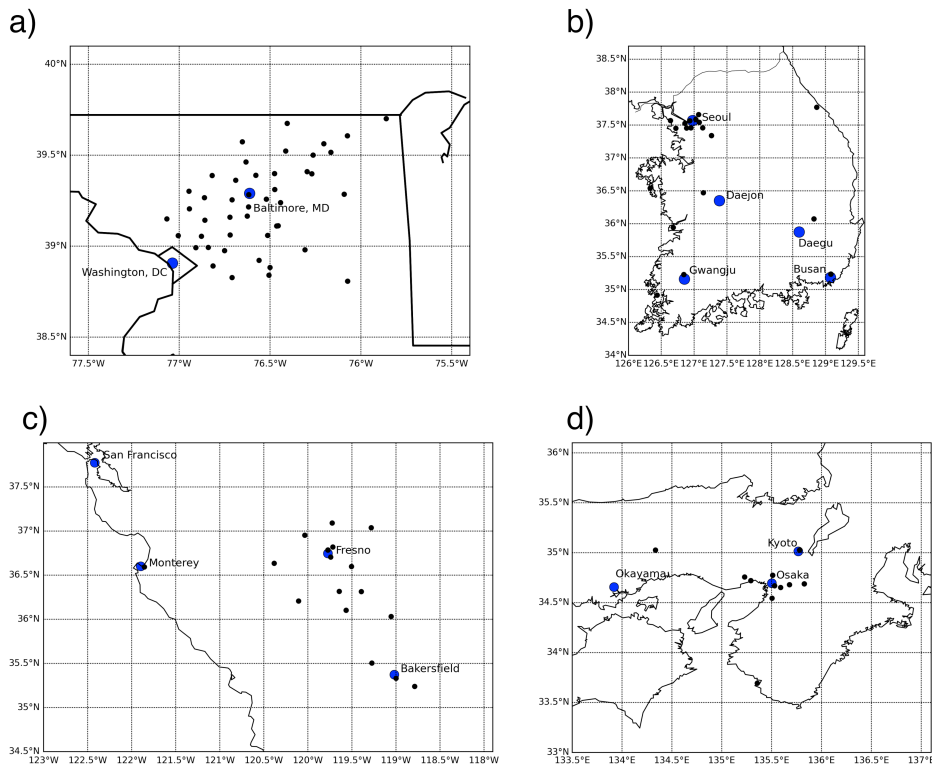 a)
40°N
39.5°N
39°N
38.5°N
77.5°W 77°W 76.5°W 76°W 75.5°W
Baltimore, MD
Washington, DC
b)
38.5°N
38°N
37.5°N
37°N
36.5°N
36°N
35.5°N
35°N
34.5°N
34°N
126°E 126.5°E 127°E 127.5°E 128°E 128.5°E 129°E 129.5°E
Seoul
Daejon
Daegu
Gwangju
Busan
c)
37.5°N
37°N
36.5°N
36°N
35.5°N
35°N
34.5°N
123°W 122.5°W 122°W 121.5°W 121°W 120.5°W 120°W 119.5°W 119°W 118.5°W 118°W
San Francisco
Monterey
Fresno
Bakersfield
d)
36°N
35.5°N
35°N
34.5°N
34°N
33.5°N
33°N
133.5°E 134°E 134.5°E 135°E 135.5°E 136°E 136.5°E 137°E
Kyoto
Okayama
Osaka